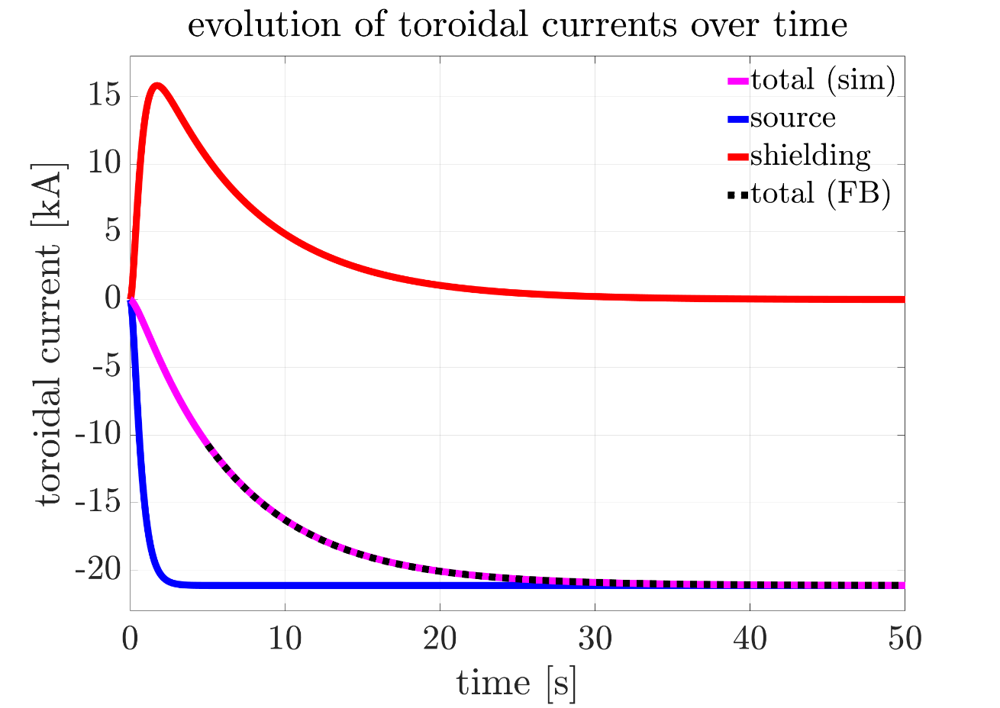 evolution of toroidal currents over time
toroidal current [kA]
15
10
5
0
-5
-10
-15
-20
total (sim)
source
shielding
total (FB)
0 10 20 30 40 50
time [s]